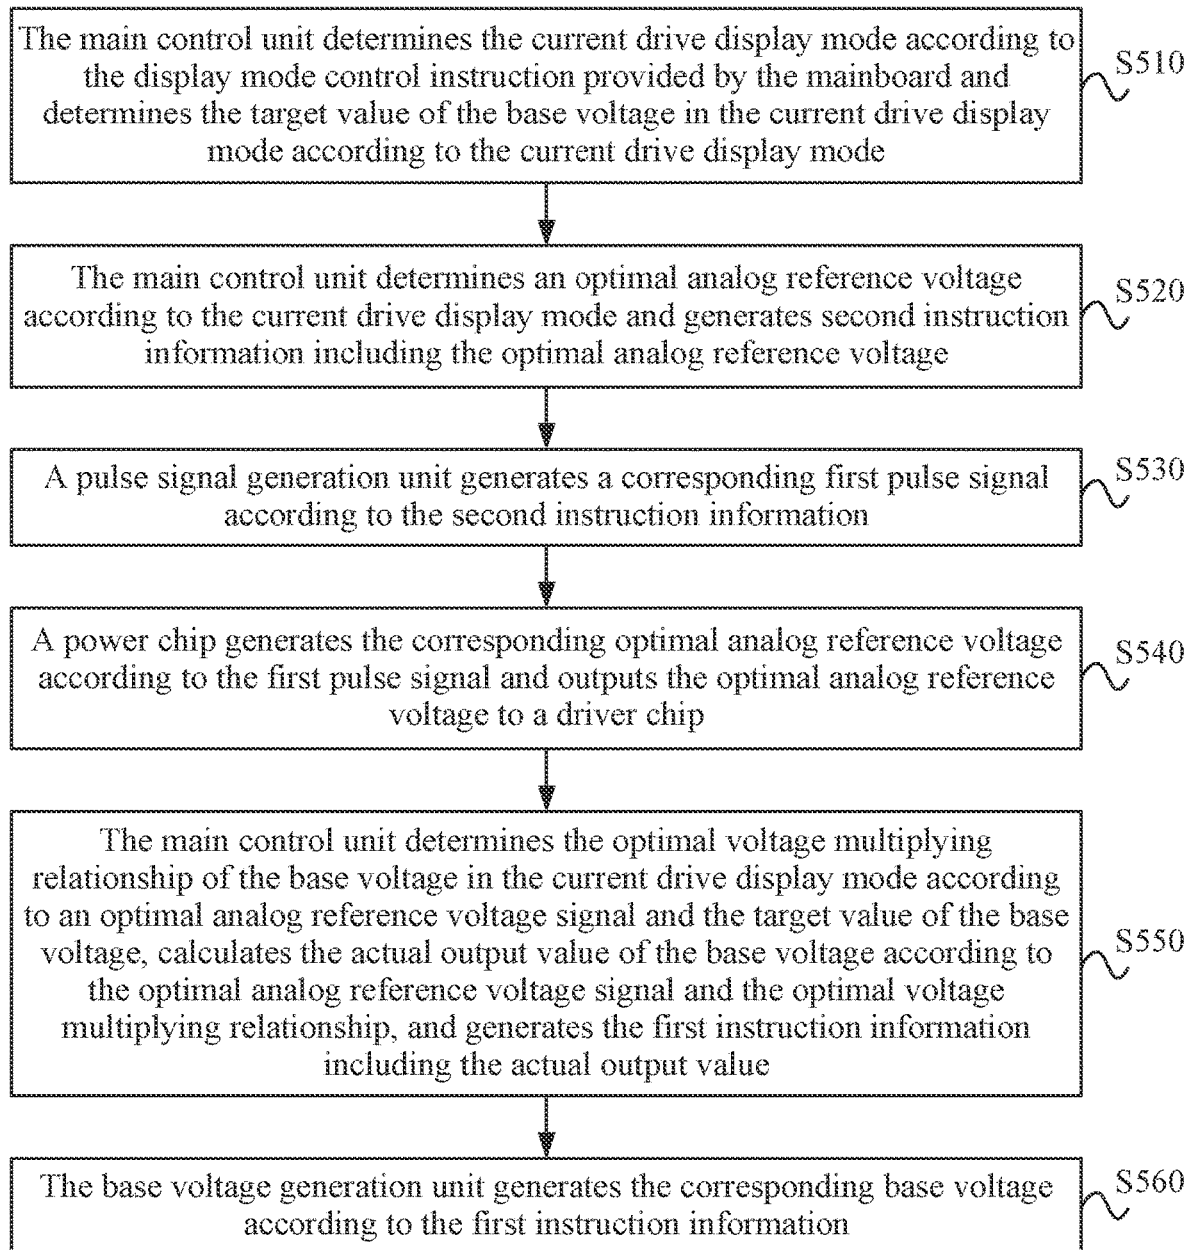 The main control unit determines the current drive display mode according to
the display mode control instruction provided by the mainboard and
determines the target value of the base voltage in the current drive display
mode according to the current drive display mode
S510
The main control unit determines an optimal analog reference voltage
according to the current drive display mode and generates second instruction
information including the optimal analog reference voltage
S520
A pulse signal generation unit generates a corresponding first pulse signal
according to the second instruction information
S530
A power chip generates the corresponding optimal analog reference voltage
according to the first pulse signal and outputs the optimal analog reference
voltage to a driver chip
S540
The main control unit determines the optimal voltage multiplying
relationship of the base voltage in the current drive display mode according
to an optimal analog reference voltage signal and the target value of the base
voltage, calculates the actual output value of the base voltage according to
the optimal analog reference voltage signal and the optimal voltage
multiplying relationship, and generates the first instruction information
including the actual output value
S550
The base voltage generation unit generates the corresponding base voltage
according to the first instruction information
S560